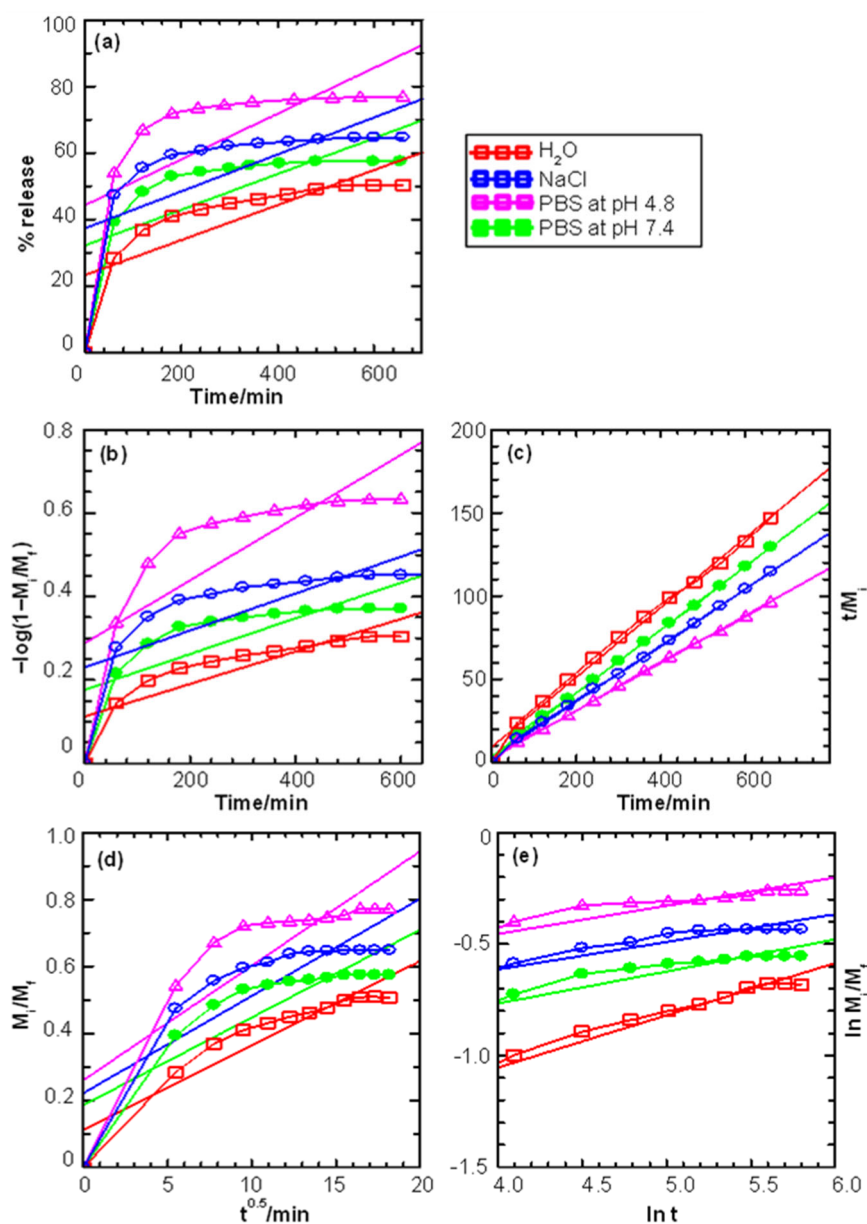 (a)
% release
100
80
60
40
20
0
0 200 400 600
Time/min
H₂O
NaCl
PBS at pH 4.8
PBS at pH 7.4
(b)
−log(1−Mᵢ/M_f)
0.8
0.6
0.4
0.2
0
0 200 400 600
Time/min
(c)
t/Mᵢ
200
150
100
50
0
0 200 400 600
Time/min
(d)
Mᵢ/M_f
1.0
0.8
0.6
0.4
0.2
0
0 5 10 15 20
t⁰·⁵/min
(e)
ln Mᵢ/M_f
0
-0.5
-1.0
-1.5
4.0 4.5 5.0 5.5 6.0
ln t